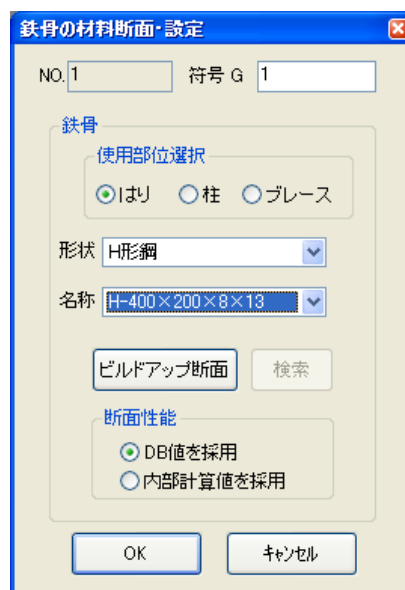 鉄骨の材料断面・設定
NO. 1 符号 G 1
鉄骨
使用部位選択
はり 柱 ブレース
形状 H形鋼
名称 H-400×200×8×13
ビルドアップ断面 検索
断面性能
DB値を採用
内部計算値を採用
OK キャンセル